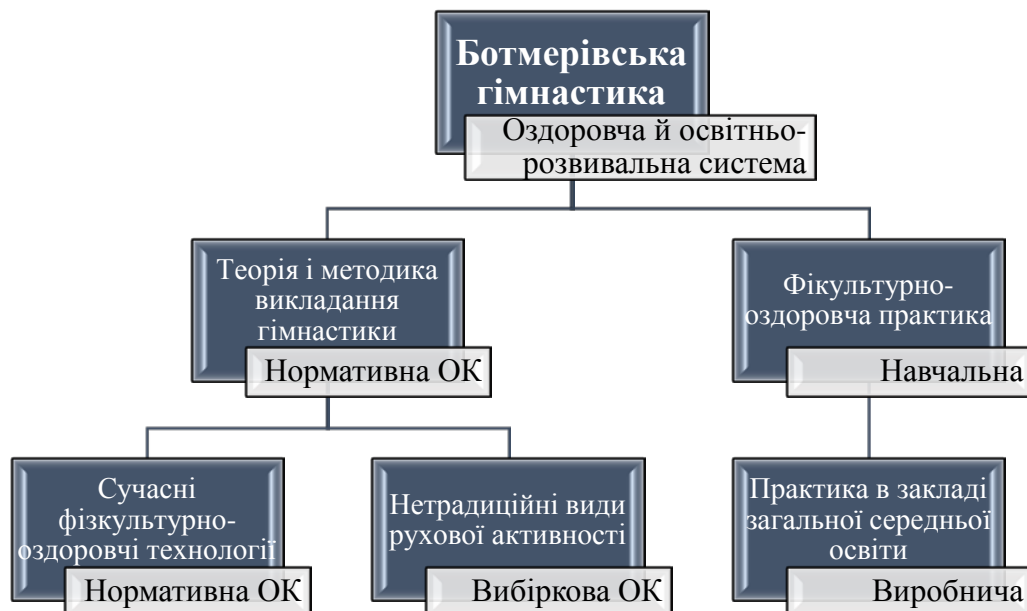 Ботмерівська
гімнастика
Оздоровча й освітньо-
розвивальна система
Теорія і методика
викладання
гімнастики
Нормативна ОК
Фікультурно-
оздоровча практика
Навчальна
Сучасні
фізкультурно-
оздоровчі технології
Нормативна ОК
Нетрадиційні види
рухової активності
Вибіркова ОК
Практика в закладі
загальної середньої
освіти
Виробнича